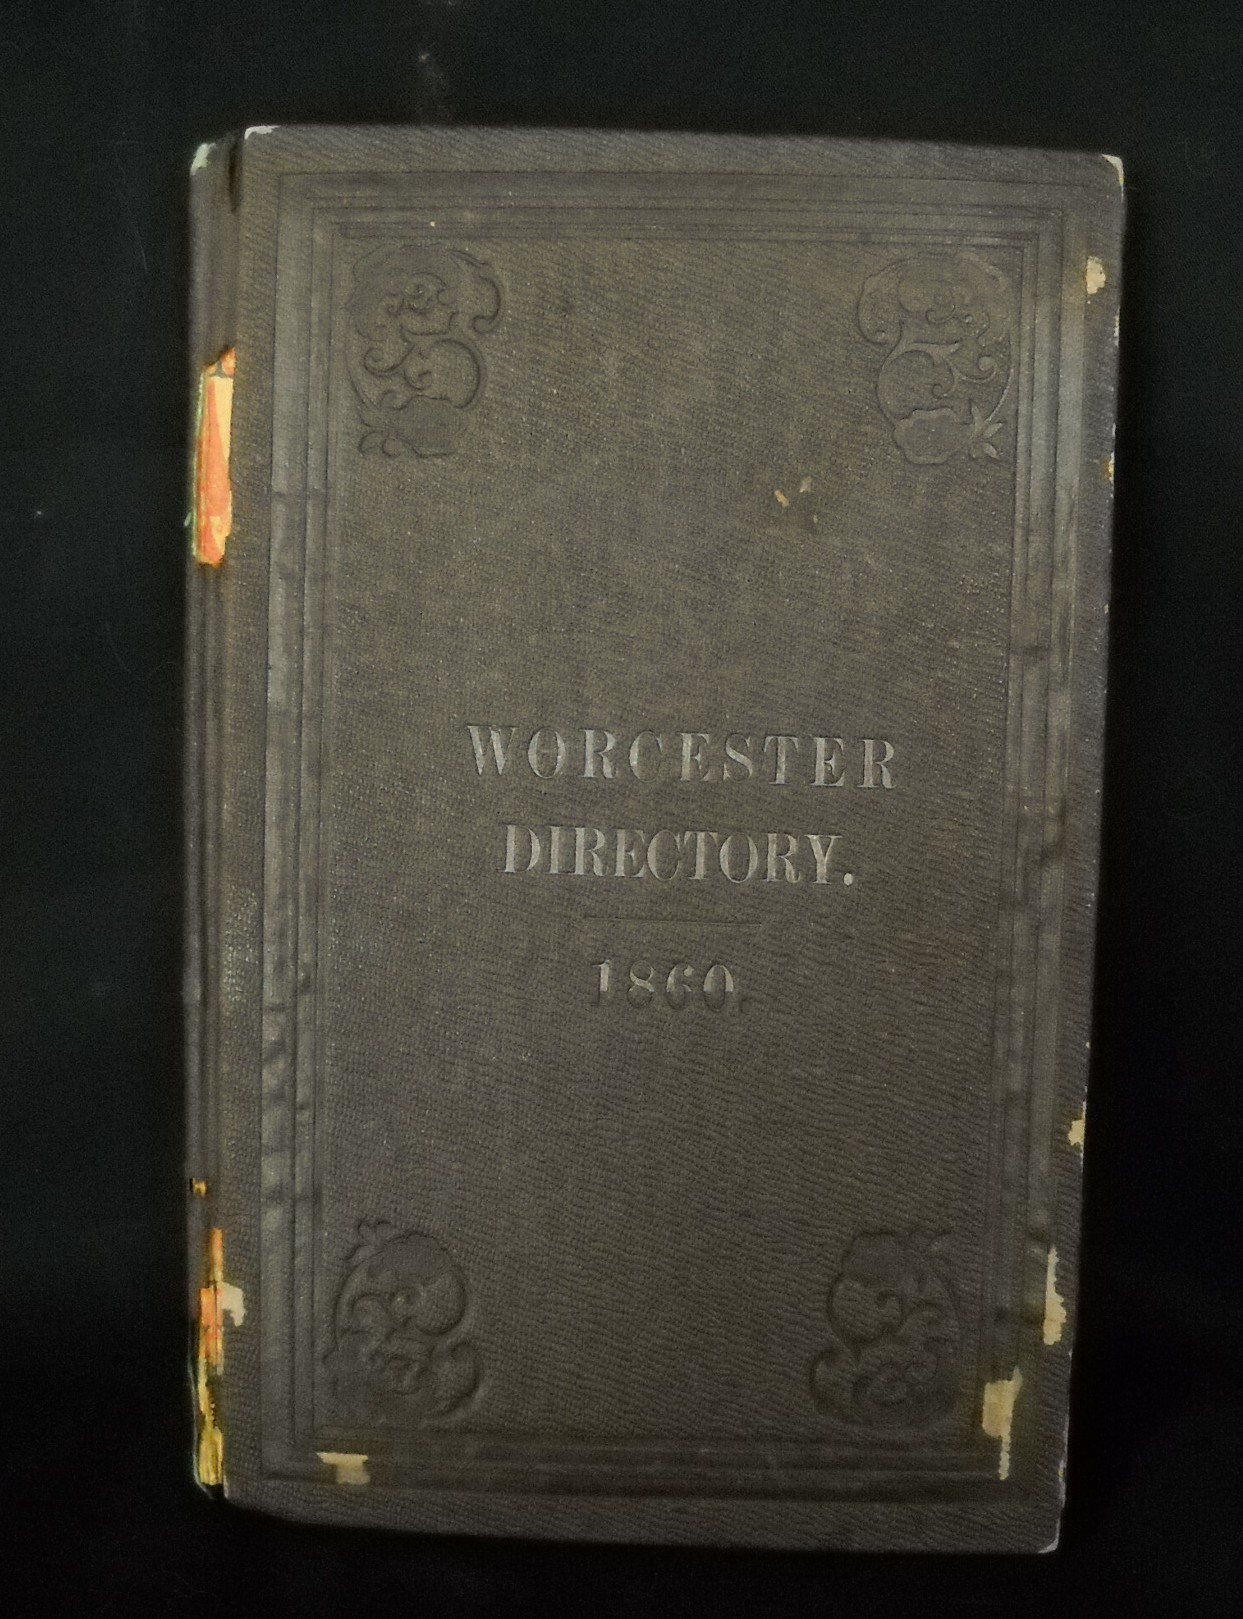 WORCESTER
DIRECTORY.
1860.